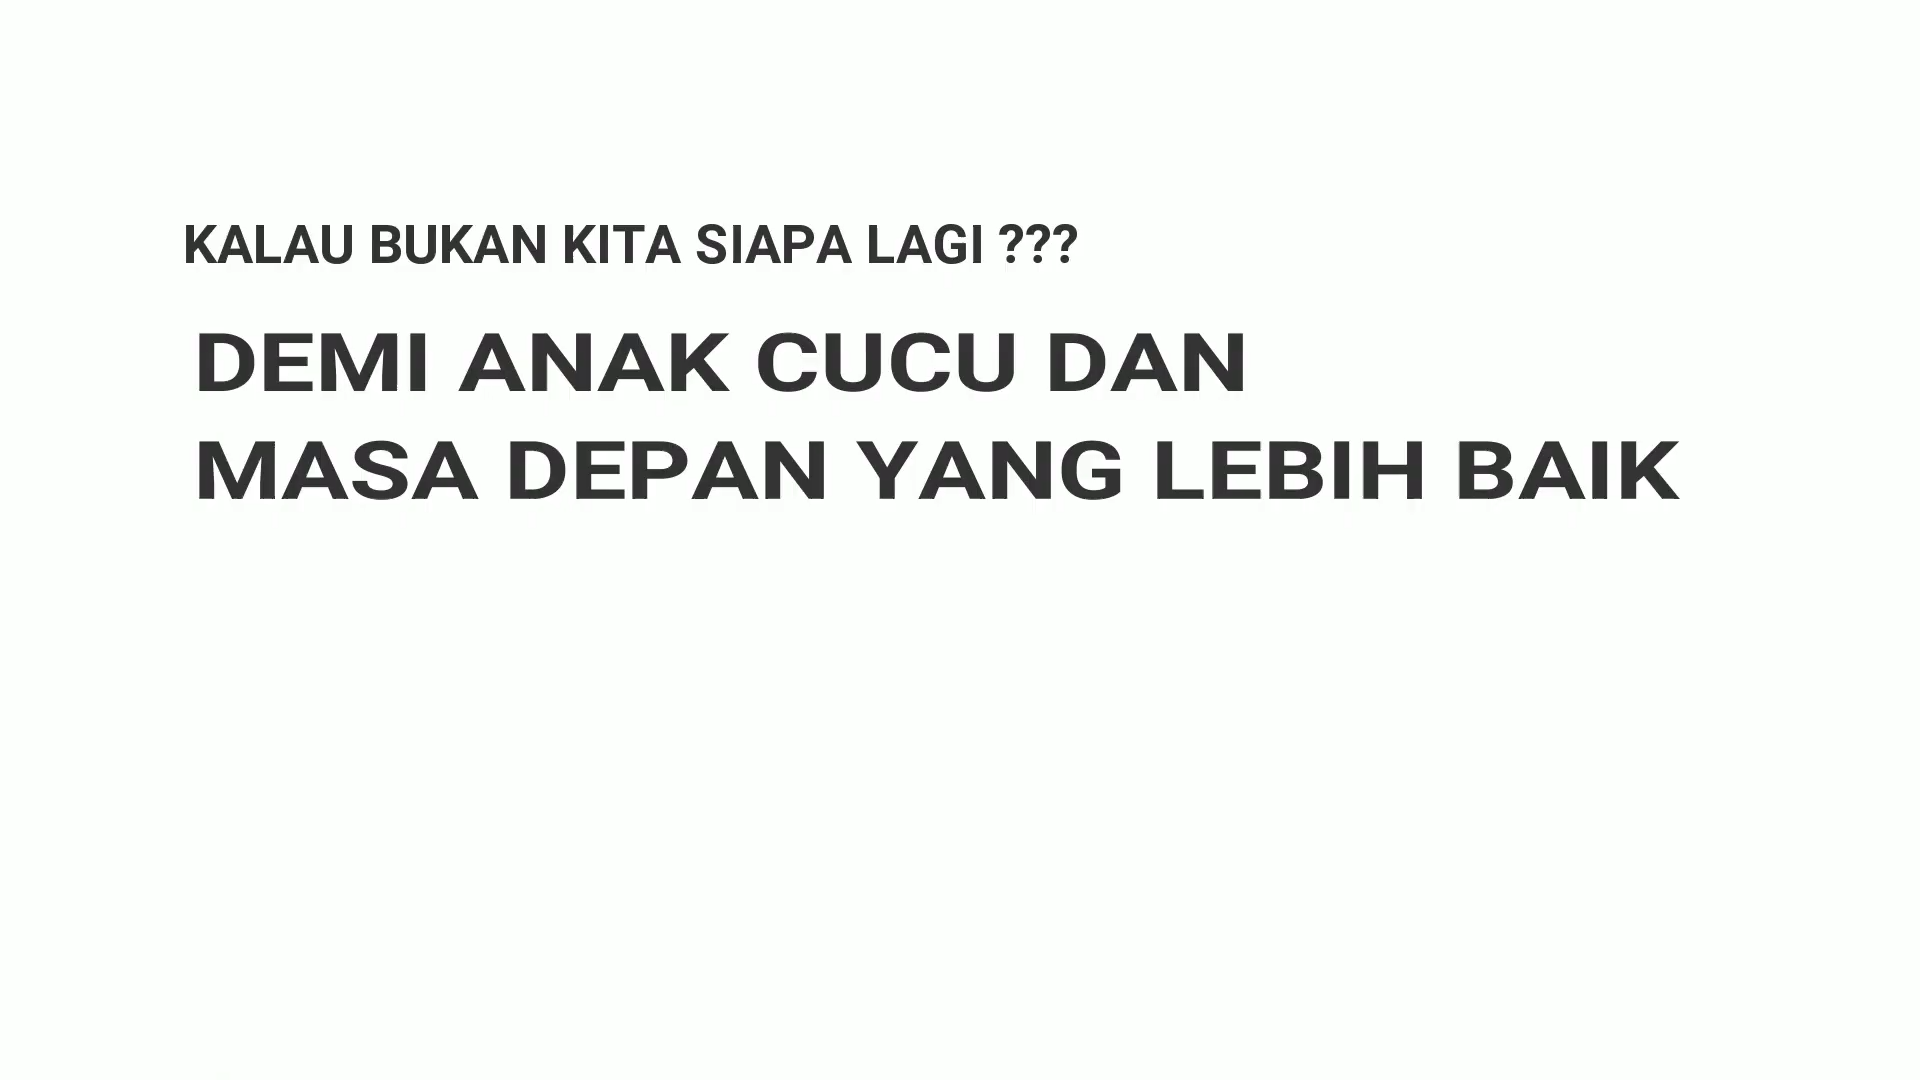 KALAU BUKAN KITA SIAPA LAGI ???
DEMI ANAK CUCU DAN
MASA DEPAN YANG LEBIH BAIK